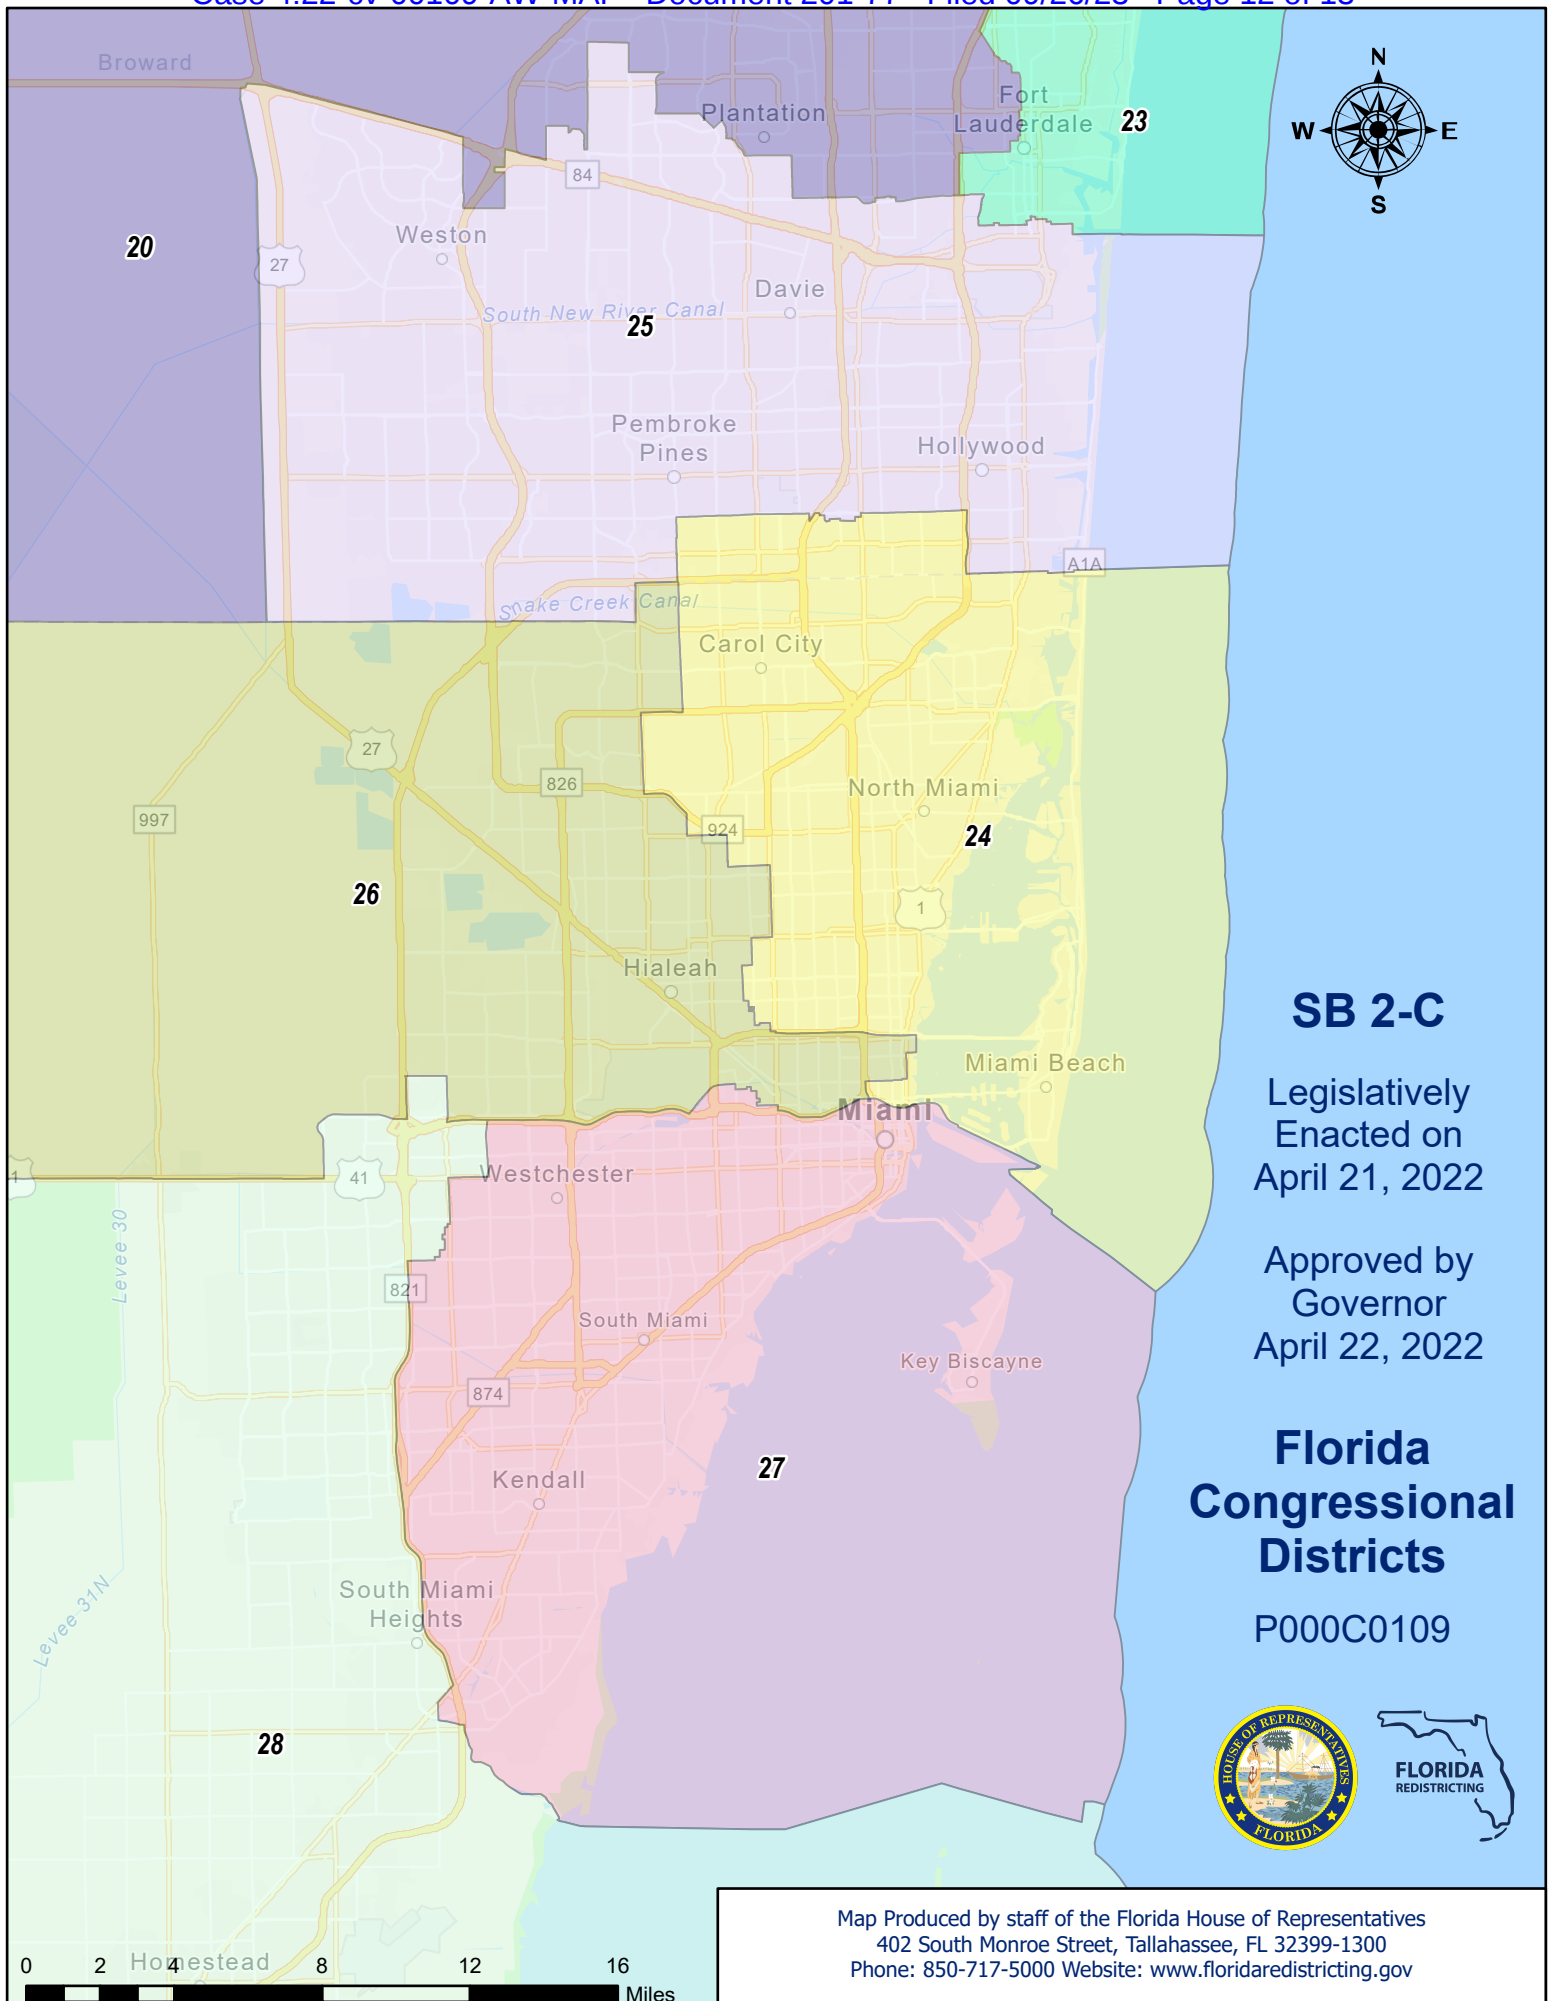 Broward
Plantation
Fort
Lauderdale
23
N
W
E
S
84
20
Weston
27
Davie
South New River Canal
25
Pembroke
Pines
Hollywood
A1A
Snake Creek Canal
Carol City
27
826
North Miami
997
924
24
26
1
Hialeah
SB 2-C
Miami Beach
Legislatively
Enacted on
April 21, 2022
Miami
1
41
Westchester
Levee 30
Approved by
Governor
April 22, 2022
821
South Miami
Key Biscayne
874
Florida
Congressional
Districts
27
Kendall
South Miami
Heights
Levee 31N
P000C0109
28
HOUSE OF REPRESENTATIVES
FLORIDA
FLORIDA
REDISTRICTING
Homestead
0 2 4 8 12 16
Miles
Map Produced by staff of the Florida House of Representatives
402 South Monroe Street, Tallahassee, FL 32399-1300
Phone: 850-717-5000 Website: www.floridaredistricting.gov